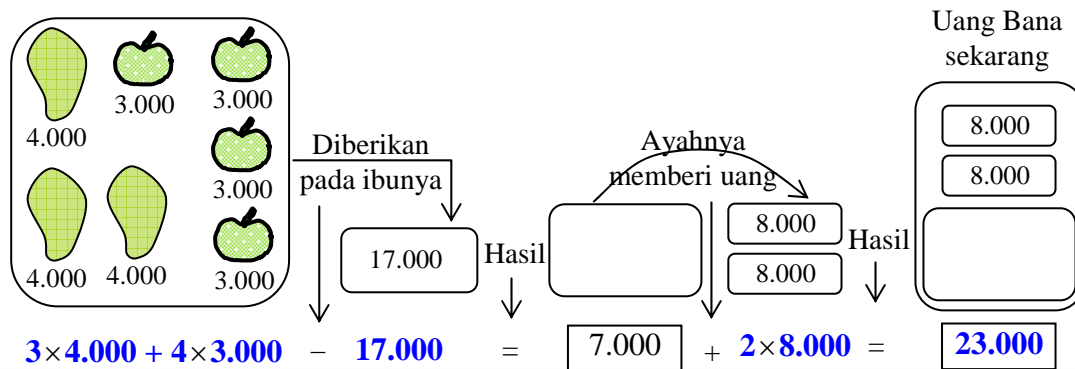 4.000
3.000
3.000
3.000
4.000
4.000
3.000
Diberikan
pada ibunya
17.000
Hasil
Ayahnya
memberi uang
8.000
8.000
Hasil
Uang Bana
sekarang
8.000
8.000
3×4.000 + 4×3.000 − 17.000 = 7.000 + 2×8.000 = 23.000